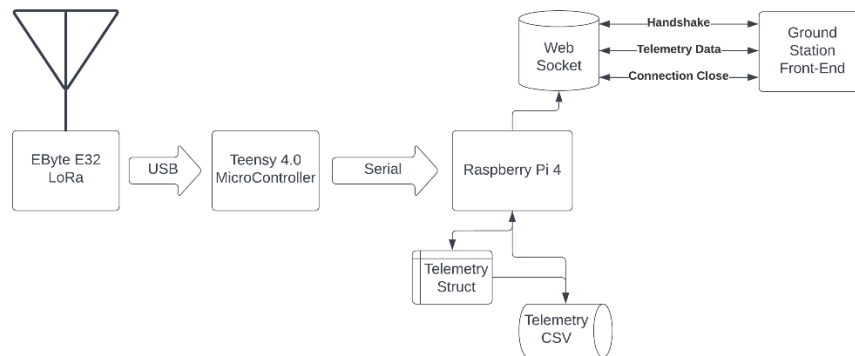 Handshake
Telemetry Data
Connection Close
Web
Socket
Ground
Station
Front-End
EByte E32
LoRa
USB
Teensy 4.0
MicroController
Serial
Raspberry Pi 4
Telemetry
Struct
Telemetry
CSV